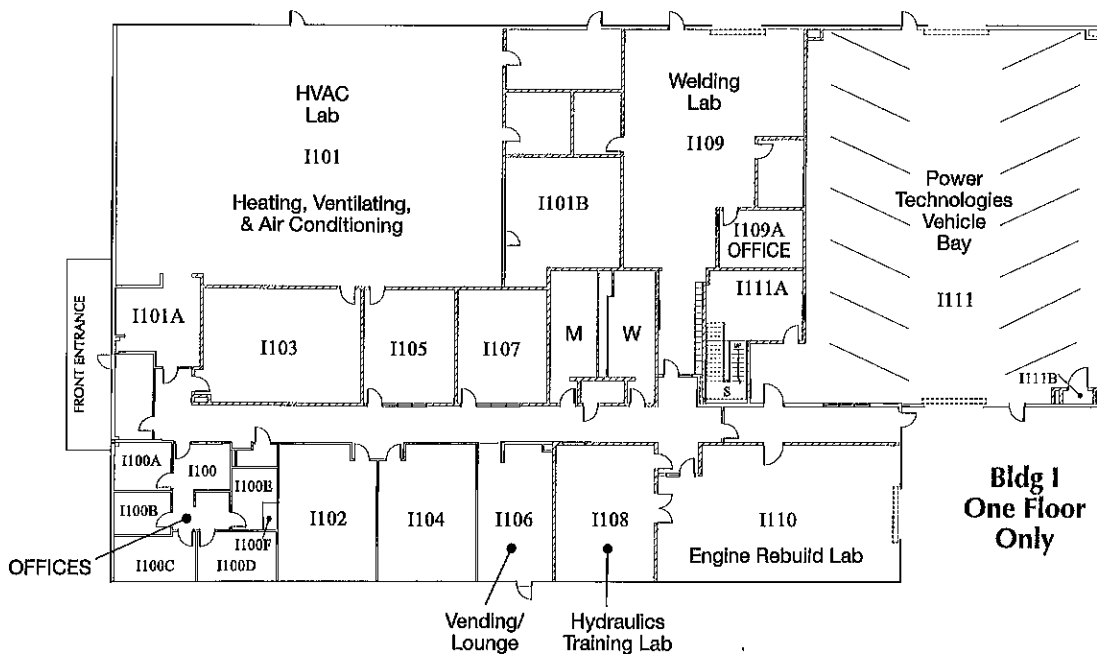 HVAC
Lab
I101
Heating, Ventilating,
& Air Conditioning
Welding
Lab
I109
I101B
I109A
OFFICE
Power
Technologies
Vehicle
Bay
I111
I111A
I101A
FRONT ENTRANCE
I103
I105
I107
M
W
S
I111B
I100A
I100
I100B
I100E
I100F
I100C
I100D
OFFICES
I102
I104
I106
I108
I110
Engine Rebuild Lab
Vending/
Lounge
Hydraulics
Training Lab
Bldg I
One Floor
Only